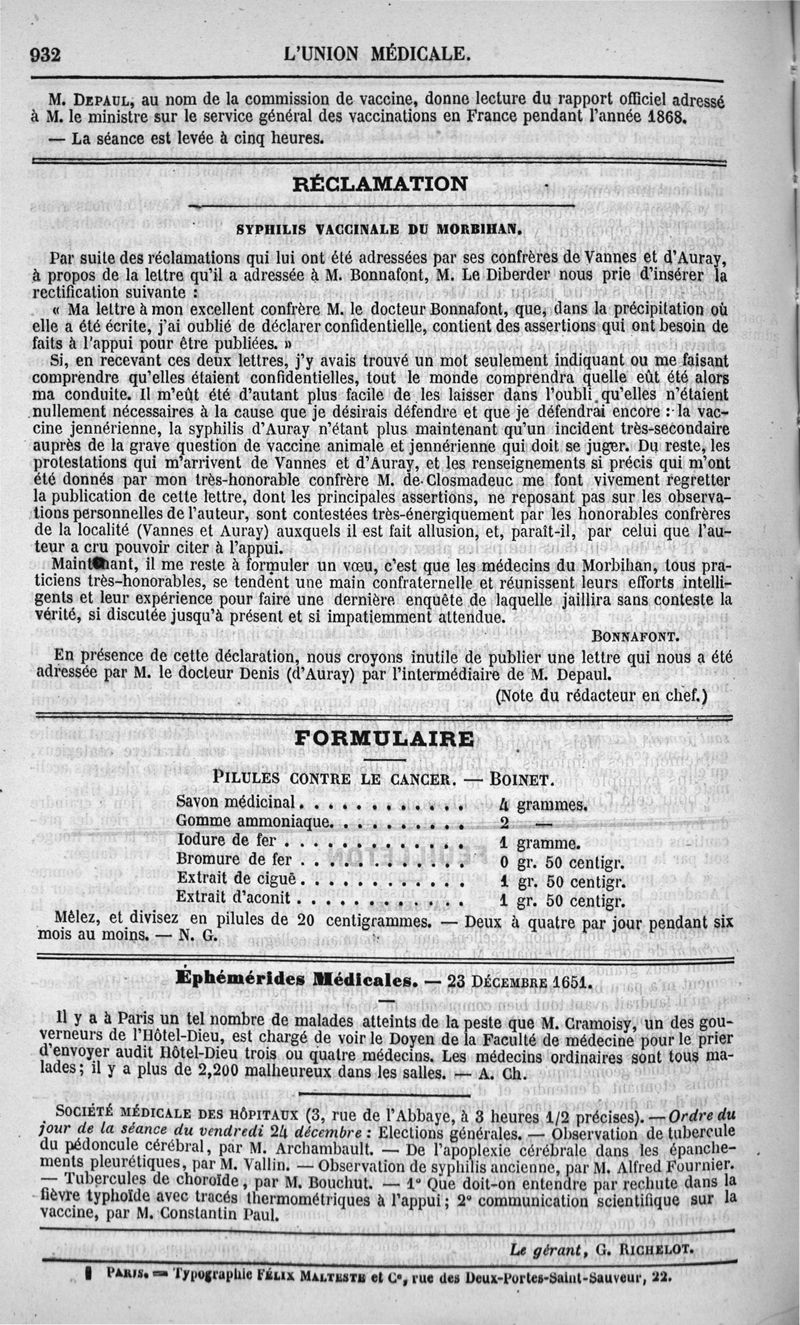 932 L'UNION MÉDICALE.
M. DEPAUL, au nom de la commission de vaccine, donne lecture du rapport officiel adressé
à M. le ministre sur le service général des vaccinations en France pendant l'année 1868.
— La séance est levée à cinq heures.
RÉCLAMATION
SYPHILIS VACCINALE DU MORBIHAN.
Par suite des réclamations qui lui ont été adressées par ses confrères de Vannes et d'Auray,
à propos de la lettre qu'il a adressée à M. Bonnafont, M. Le Diberder nous prie d'insérer la
rectification suivante :
« Ma lettre à mon excellent confrère M. le docteur Bonnafont, que, dans la précipitation où
elle a été écrite, j'ai oublié de déclarer confidentielle, contient des assertions qui ont besoin de
faits à l'appui pour être publiées. »
Si, en recevant ces deux lettres, j'y avais trouvé un mot seulement indiquant ou me faisant
comprendre qu'elles étaient confidentielles, tout le monde comprendra quelle eût été alors
ma conduite. Il m'eût été d'autant plus facile de les laisser dans l'oubli qu'elles n'étaient
nullement nécessaires à la cause que je désirais défendre et que je défendrai encore : la vac-
cine jennérienne, la syphilis d'Auray n'étant plus maintenant qu'un incident très-secondaire
auprès de la grave question de vaccine animale et jennérienne qui doit se juger. Du reste, les
protestations qui m'arrivent de Vannes et d'Auray, et les renseignements si précis qui m'ont
été donnés par mon très-honorable confrère M. de Closmadeuc me font vivement regretter
la publication de cette lettre, dont les principales assertions, ne reposant pas sur les observa-
tions personnelles de l'auteur, sont contestées très-énergiquement par les honorables confrères
de la localité (Vannes et Auray) auxquels il est fait allusion, et, paraît-il, par celui que l'au-
teur a cru pouvoir citer à l'appui.
Maintenant, il me reste à formuler un vœu, c'est que les médecins du Morbihan, tous pra-
ticiens très-honorables, se tendent une main confraternelle et réunissent leurs efforts intelli-
gents et leur expérience pour faire une dernière enquête de laquelle jaillira sans conteste la
vérité, si discutée jusqu'à présent et si impatiemment attendue.
BONNAFONT.
En présence de cette déclaration, nous croyons inutile de publier une lettre qui nous a été
adressée par M. le docteur Denis (d'Auray) par l'intermédiaire de M. Depaul.
(Note du rédacteur en chef.)
FORMULAIRE
PILULES CONTRE LE CANCER. — BOINET.
Savon médicinal. . . . . . . . . . . . 4 grammes.
Gomme ammoniaque. . . . . . . . . . 2 —
Iodure de fer . . . . . . . . . . . . . 1 gramme.
Bromure de fer . . . . . . . . . . . . 0 gr. 50 centigr.
Extrait de ciguë. . . . . . . . . . . . 1 gr. 50 centigr.
Extrait d'aconit . . . . . . . . . . . . 1 gr. 50 centigr.
Mêlez, et divisez en pilules de 20 centigrammes. — Deux à quatre par jour pendant six
mois au moins. — N. G.
Éphémérides Médicales. — 23 DÉCEMBRE 1651.
Il y a à Paris un tel nombre de malades atteints de la peste que M. Cramoisy, un des gou-
verneurs de l'Hôtel-Dieu, est chargé de voir le Doyen de la Faculté de médecine pour le prier
d'envoyer audit Hôtel-Dieu trois ou quatre médecins. Les médecins ordinaires sont tous ma-
lades ; il y a plus de 2,200 malheureux dans les salles. — A. Ch.
SOCIÉTÉ MÉDICALE DES HÔPITAUX (3, rue de l'Abbaye, à 3 heures 1/2 précises). — Ordre du
jour de la séance du vendredi 24 décembre : Elections générales. — Observation de tubercule
du pédoncule cérébral, par M. Archambault. — De l'apoplexie cérébrale dans les épanche-
ments pleurétiques, par M. Vallin. — Observation de syphilis ancienne, par M. Alfred Fournier.
— Tubercules de choroïde, par M. Bouchut. — 1° Que doit-on entendre par rechute dans la
fièvre typhoïde avec tracés thermométriques à l'appui ; 2° communication scientifique sur la
vaccine, par M. Constantin Paul.
Le gérant, G. RICHELOT.
PARIS. — Typographie FÉLIX MALTESTE et Ce, rue des Deux-Portes-Saint-Sauveur, 22.